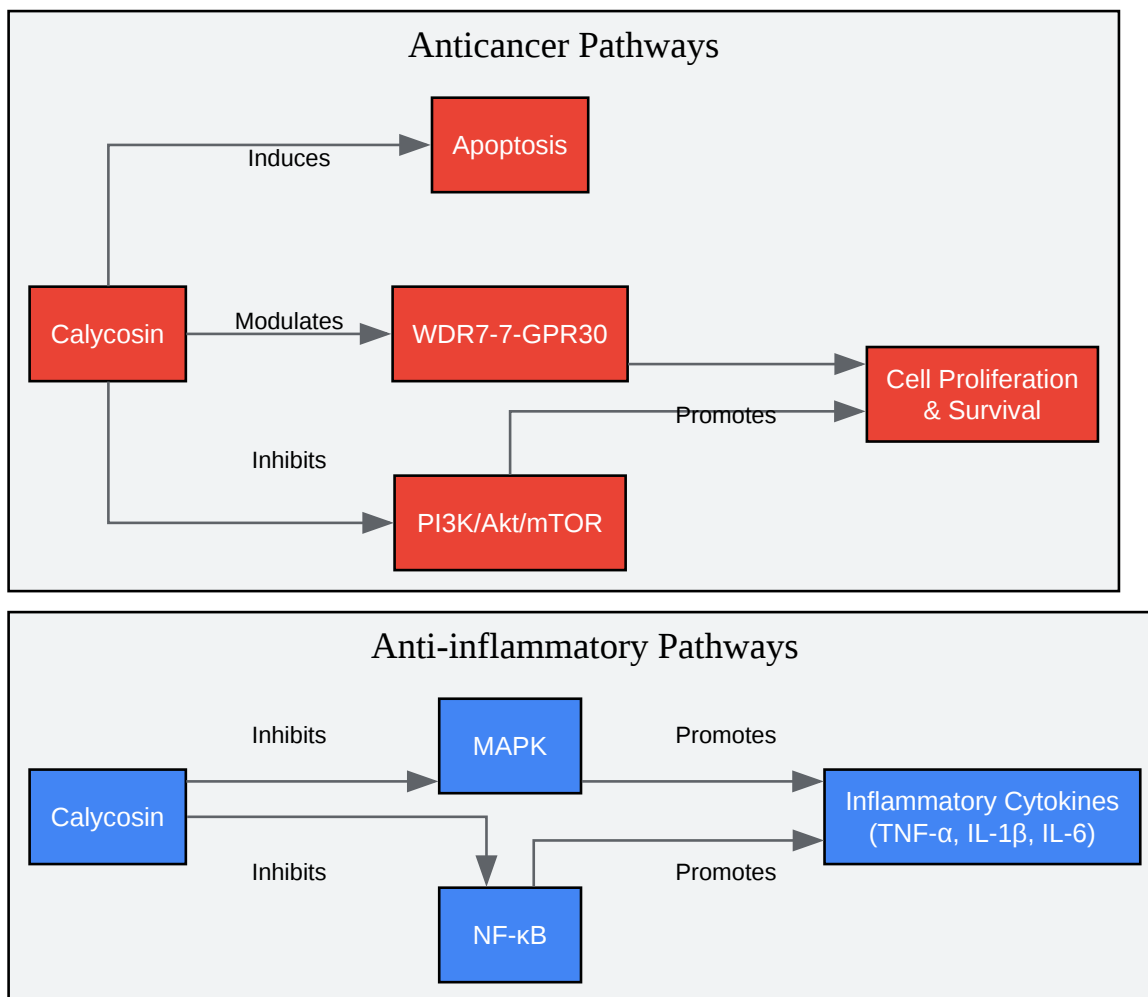 Anticancer Pathways
Apoptosis
Induces
Calycosin
Modulates
WDR7-7-GPR30
Cell Proliferation
& Survival
Promotes
Inhibits
PI3K/Akt/mTOR
Anti-inflammatory Pathways
Inhibits
MAPK
Promotes
Calycosin
Inflammatory Cytokines
(TNF-α, IL-1β, IL-6)
Inhibits
Promotes
NF-κB